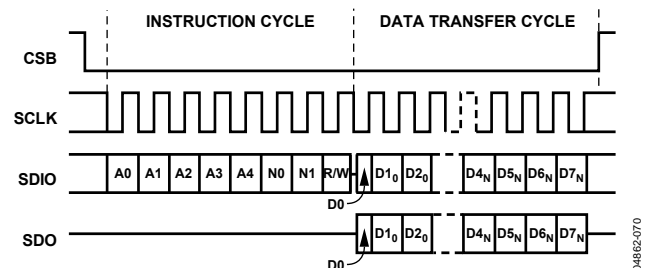 INSTRUCTION CYCLE DATA TRANSFER CYCLE
CSB
SCLK
SDIO A0 A1 A2 A3 A4 N0 N1 R/W D1₀ D2₀ D4N D5N D6N D7N
D0
SDO D1₀ D2₀ D4N D5N D6N D7N
D0
04862-070